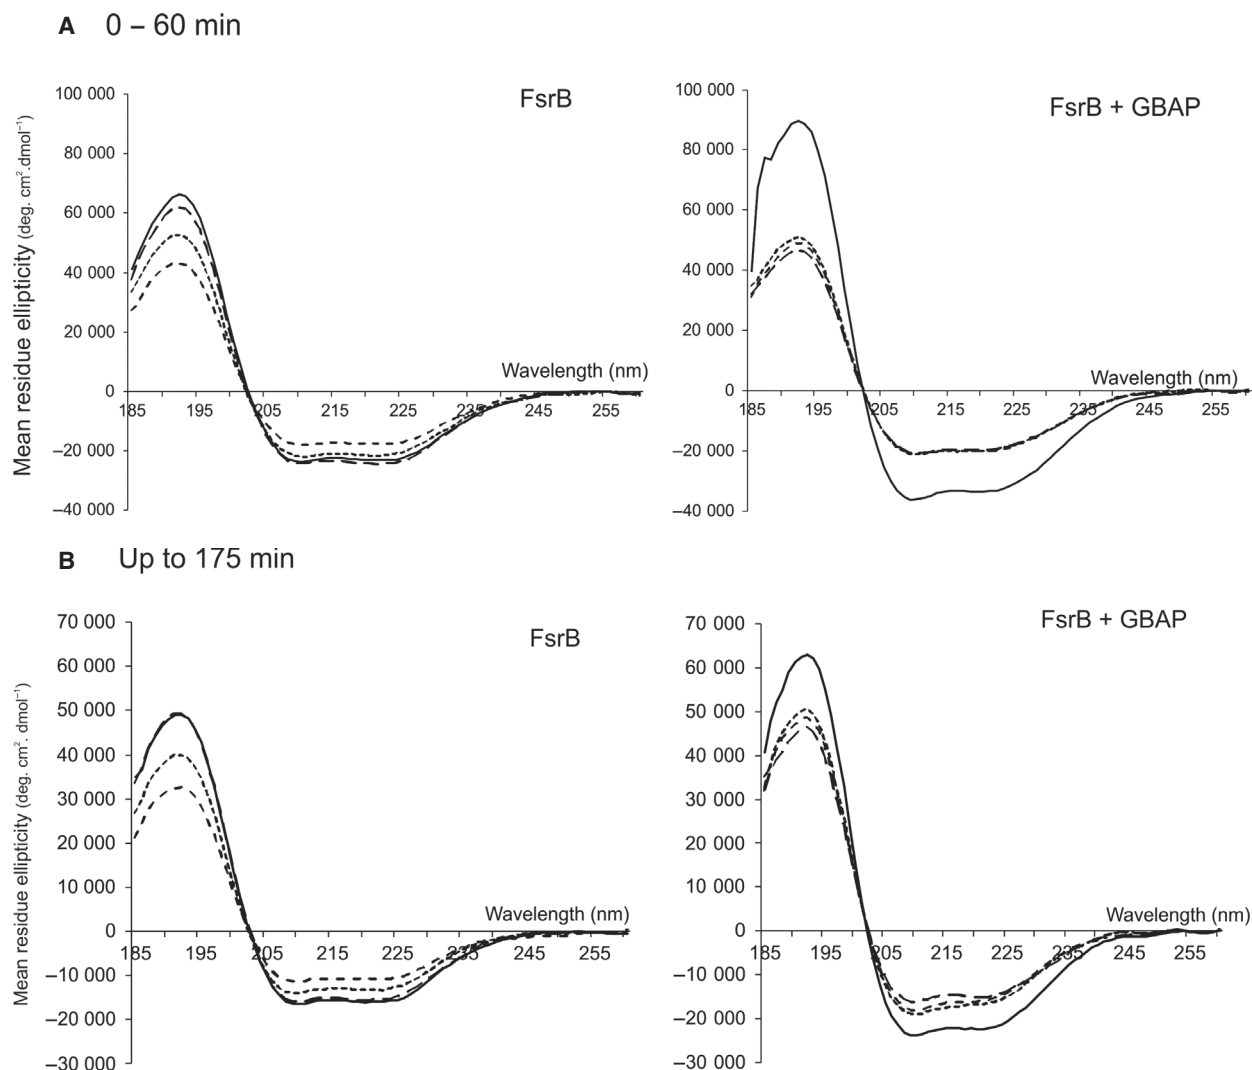 A 0 – 60 min
FsrB
Mean residue ellipticity (deg. cm².dmol⁻¹)
100 000
80 000
60 000
40 000
20 000
0
–20 000
–40 000
Wavelength (nm)
185 195 205 215 225 235 245 255
FsrB + GBAP
100 000
80 000
60 000
40 000
20 000
0
–20 000
–40 000
Wavelength (nm)
185 195 205 215 225 235 245 255
B Up to 175 min
FsrB
Mean residue ellipticity (deg. cm². dmol⁻¹)
70 000
60 000
50 000
40 000
30 000
20 000
10 000
0
–10 000
–20 000
–30 000
Wavelength (nm)
185 195 205 215 225 235 245 255
FsrB + GBAP
70 000
60 000
50 000
40 000
30 000
20 000
10 000
0
–10 000
–20 000
–30 000
Wavelength (nm)
185 195 205 215 225 235 245 255